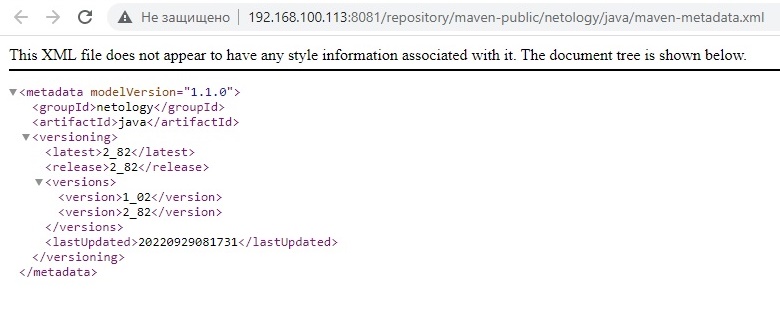 Не защищено 192.168.100.113:8081/repository/maven-public/netology/java/maven-metadata.xml
This XML file does not appear to have any style information associated with it. The document tree is shown below.
<metadata modelVersion="1.1.0">
<groupId>netology</groupId>
<artifactId>java</artifactId>
<versioning>
<latest>2_82</latest>
<release>2_82</release>
<versions>
<version>1_02</version>
<version>2_82</version>
</versions>
<lastUpdated>20220929081731</lastUpdated>
</versioning>
</metadata>